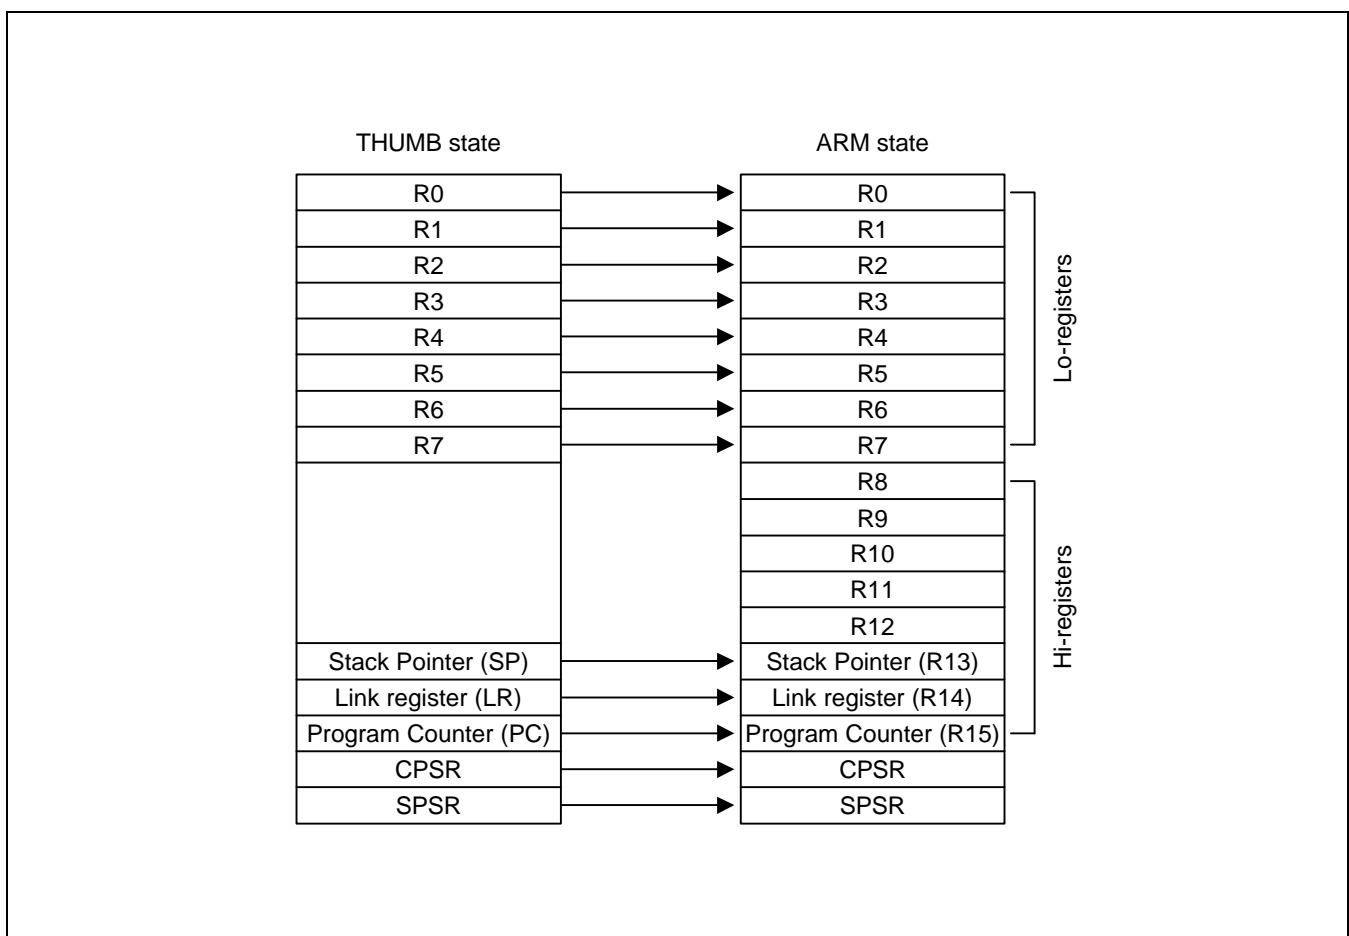 THUMB state
ARM state
R0
R0
R1
R1
R2
R2
R3
R3
R4
R4
R5
R5
R6
R6
R7
R7
Lo-registers
R8
R9
R10
R11
R12
Stack Pointer (SP)
Stack Pointer (R13)
Link register (LR)
Link register (R14)
Program Counter (PC)
Program Counter (R15)
Hi-registers
CPSR
CPSR
SPSR
SPSR